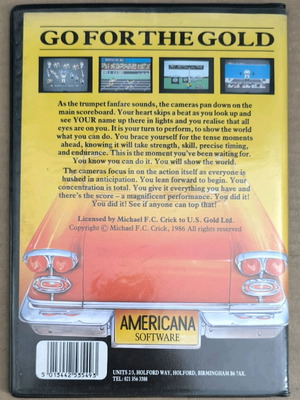 GO FOR THE GOLD
As the trumpet fanfare sounds, the cameras pan down on the
main scoreboard. Your heart skips a beat as you look up and
see YOUR name up there in lights and you realise that all
eyes are on you. It is your turn to perform, to show the world
what you can do. You brace yourself for the tense moments
ahead, knowing it will take strength, skill, precise timing,
and endurance. This is the moment you've been waiting for.
You know you can do it. You will show the world.
The cameras focus in on the action itself as everyone is
hushed in anticipation. You lean forward to begin. Your
concentration is total. You give it everything you have and
there's the score – a magnificent performance. You did it!
You did it! See if anyone can top that!
Licensed by Michael F.C. Crick to U.S. Gold Ltd.
Copyright © Michael F.C. Crick, 1986 All rights reserved
AMERICANA
SOFTWARE
5 013442 535493
UNITS 2/3, HOLFORD WAY, HOLFORD, BIRMINGHAM B6 7AX.
TEL: 021 356 3388